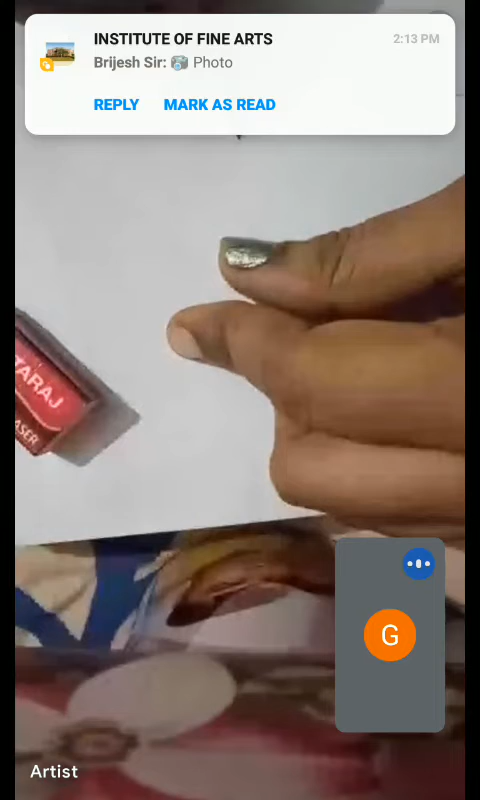 INSTITUTE OF FINE ARTS
2:13 PM
Brijesh Sir: 📷 Photo
REPLY MARK AS READ
TARAJ
ASER
G
Artist